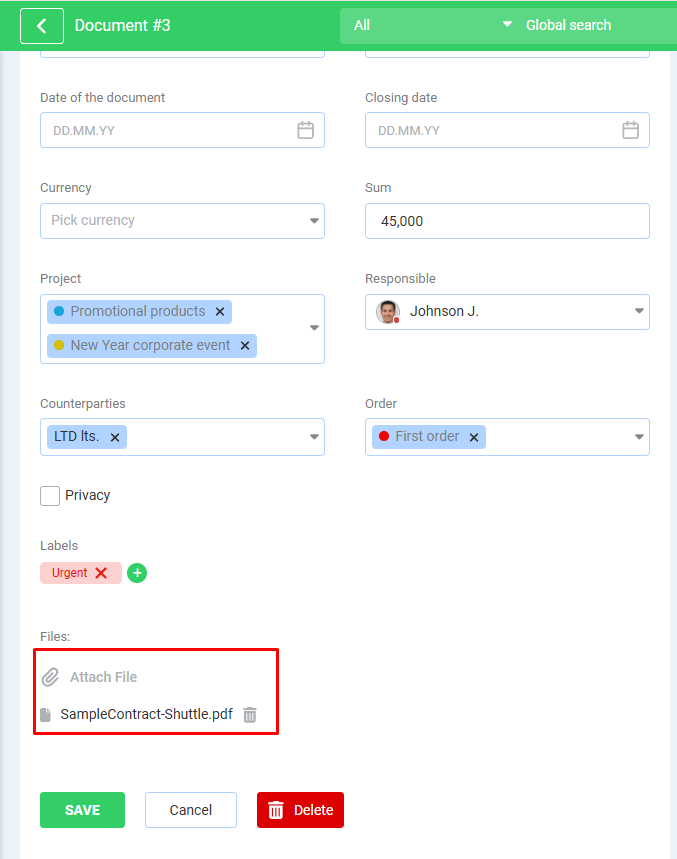 Document #3
All
Global search
Date of the document
Closing date
DD.MM.YY
DD.MM.YY
Currency
Sum
Pick currency
45,000
Project
Responsible
Promotional products
Johnson J.
New Year corporate event
Counterparties
Order
LTD lts.
First order
Privacy
Labels
Urgent
Files:
Attach File
SampleContract-Shuttle.pdf
SAVE
Cancel
Delete